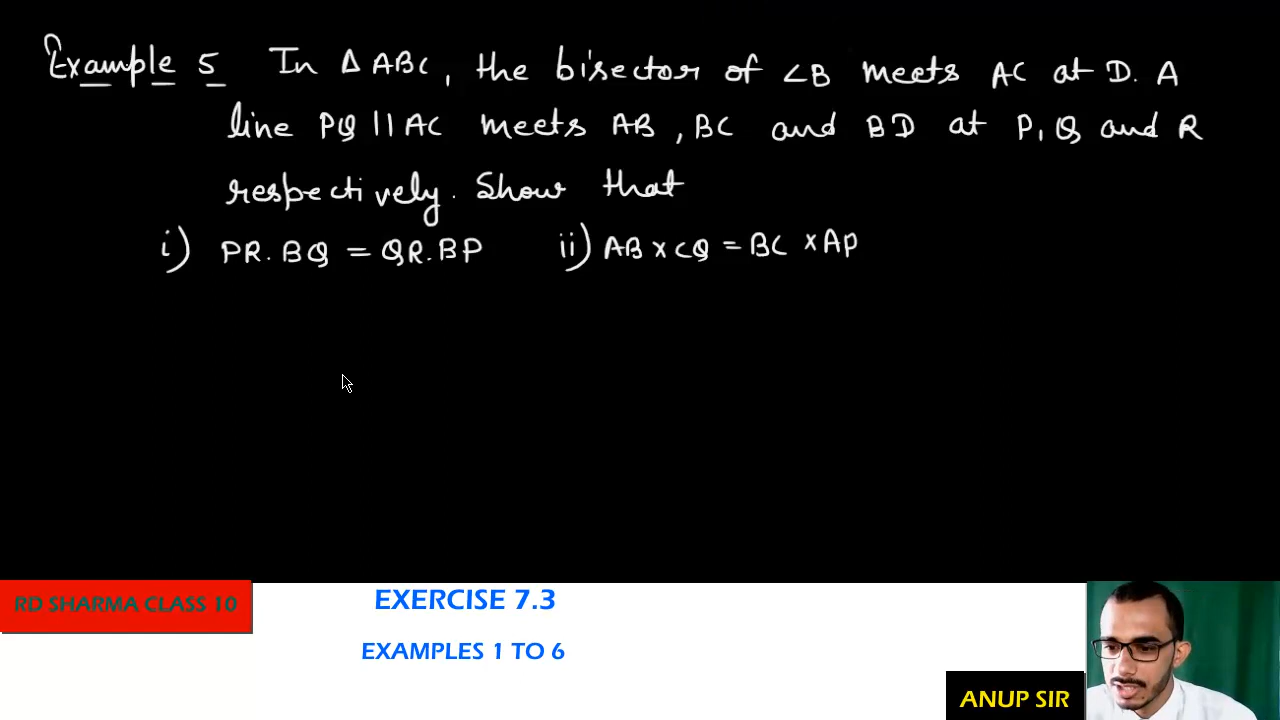 Example 5 In Δ ABC, the bisector of ∠B meets AC at D. A
line PQ || AC meets AB, BC and BD at P, Q and R
respectively. Show that
i) PR.BQ = QR.BP ii) AB × CQ = BC × AP
RD SHARMA CLASS 10
EXERCISE 7.3
EXAMPLES 1 TO 6
ANUP SIR